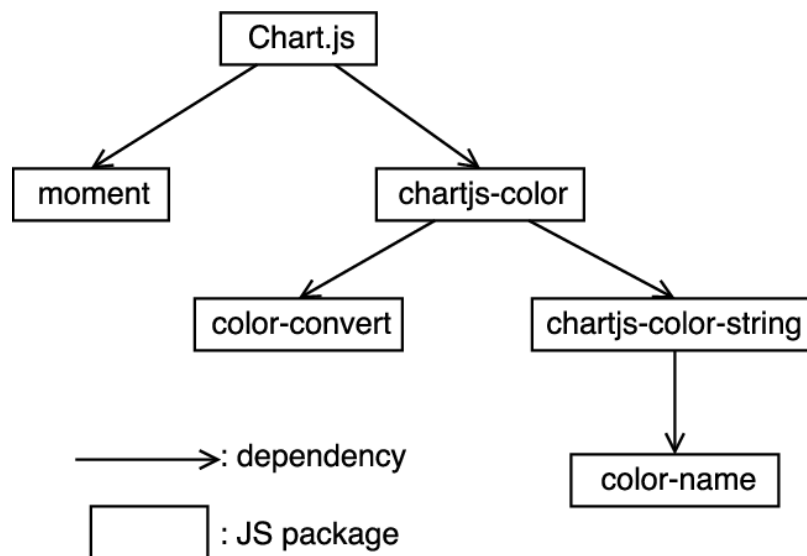 Chart.js
moment
chartjs-color
color-convert
chartjs-color-string
color-name
: dependency
: JS package